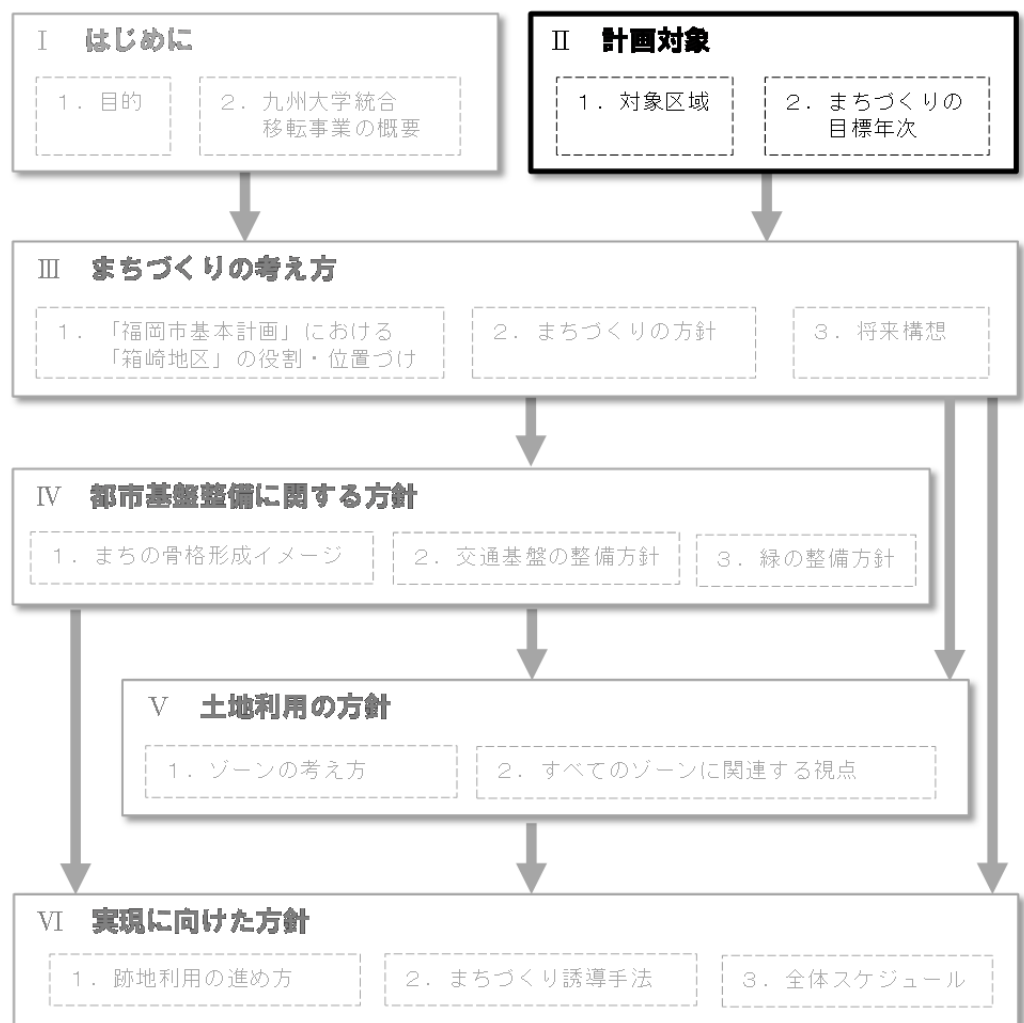 Ⅰ はじめに
1．目的
2．九州大学統合
移転事業の概要
Ⅱ 計画対象
1．対象区域
2．まちづくりの
目標年次
Ⅲ まちづくりの考え方
1．「福岡市基本計画」における
「箱崎地区」の役割・位置づけ
2．まちづくりの方針
3．将来構想
Ⅳ 都市基盤整備に関する方針
1．まちの骨格形成イメージ
2．交通基盤の整備方針
3．緑の整備方針
Ⅴ 土地利用の方針
1．ゾーンの考え方
2．すべてのゾーンに関連する視点
Ⅵ 実現に向けた方針
1．跡地利用の進め方
2．まちづくり誘導手法
3．全体スケジュール